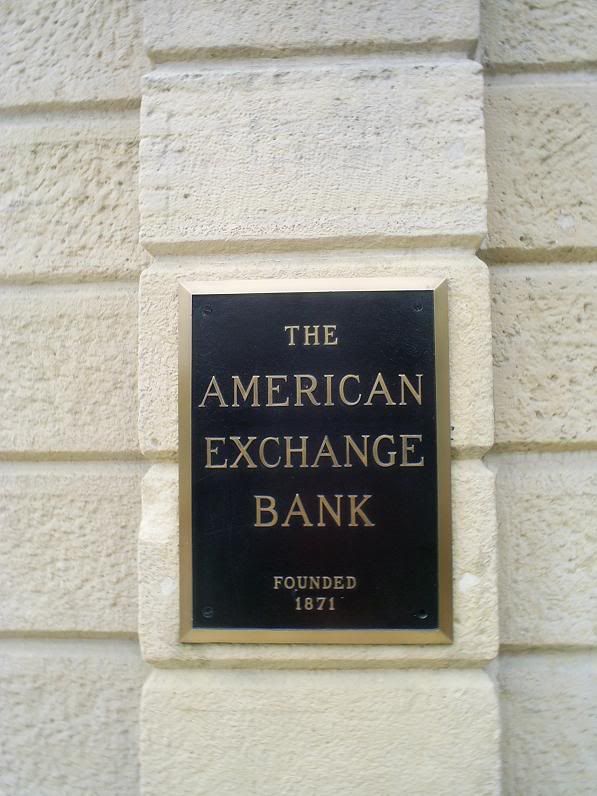 THE
AMERICAN
EXCHANGE
BANK
FOUNDED
1871